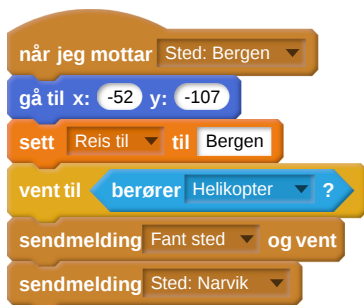 når jeg mottar Sted: Bergen
gå til x: -52 y: -107
sett Reis til til Bergen
vent til berører Helikopter ?
sendmelding Fant sted og vent
sendmelding Sted: Narvik